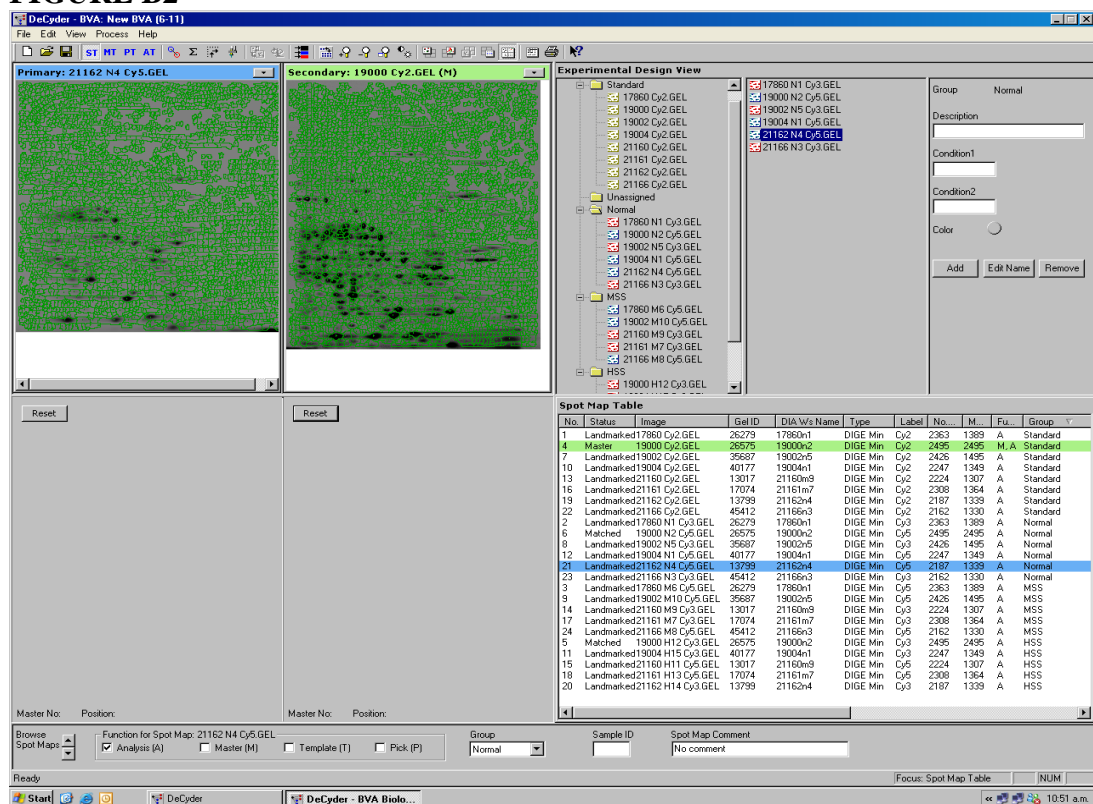 FIGURE B2
DeCyder - BVA: New BVA (6-11)
File Edit View Process Help
ST MT PT AT
Primary: 21162 N4 Cy5.GEL
Secondary: 19000 Cy2.GEL (M)
Experimental Design View
Standard
17860 Cy2.GEL
19000 Cy2.GEL
19002 Cy2.GEL
19004 Cy2.GEL
21160 Cy2.GEL
21161 Cy2.GEL
21162 Cy2.GEL
21166 Cy2.GEL
Unassigned
Normal
17860 N1 Cy3.GEL
19000 N2 Cy5.GEL
19002 N5 Cy3.GEL
19004 N1 Cy5.GEL
21162 N4 Cy5.GEL
21166 N3 Cy3.GEL
MSS
17860 M6 Cy5.GEL
19002 M10 Cy5.GEL
21160 M9 Cy3.GEL
21161 M7 Cy3.GEL
21166 M8 Cy5.GEL
HSS
19000 H12 Cy3.GEL
17860 N1 Cy3.GEL
19000 N2 Cy5.GEL
19002 N5 Cy3.GEL
19004 N1 Cy5.GEL
21162 N4 Cy5.GEL
21166 N3 Cy3.GEL
Group Normal
Description
Condition1
Condition2
Color
Add Edit Name Remove
Reset
Reset
Spot Map Table
No. Status Image Gel ID DIA Ws Name Type Label No.... M... Fu... Group
1 Landmarked 17860 Cy2.GEL 26279 17860n1 DIGE Min Cy2 2363 1389 A Standard
4 Master 19000 Cy2.GEL 26575 19000n2 DIGE Min Cy2 2495 2495 M, A Standard
7 Landmarked 19002 Cy2.GEL 35687 19002n5 DIGE Min Cy2 2426 1495 A Standard
10 Landmarked 19004 Cy2.GEL 40177 19004n1 DIGE Min Cy2 2247 1349 A Standard
13 Landmarked 21160 Cy2.GEL 13017 21160m9 DIGE Min Cy2 2224 1307 A Standard
16 Landmarked 21161 Cy2.GEL 17074 21161m7 DIGE Min Cy2 2308 1364 A Standard
19 Landmarked 21162 Cy2.GEL 13799 21162n4 DIGE Min Cy2 2187 1339 A Standard
22 Landmarked 21166 Cy2.GEL 45412 21166n3 DIGE Min Cy2 2162 1330 A Standard
2 Landmarked 17860 N1 Cy3.GEL 26279 17860n1 DIGE Min Cy3 2363 1389 A Normal
6 Matched 19000 N2 Cy5.GEL 26575 19000n2 DIGE Min Cy5 2495 2495 A Normal
8 Landmarked 19002 N5 Cy3.GEL 35687 19002n5 DIGE Min Cy3 2426 1495 A Normal
12 Landmarked 19004 N1 Cy5.GEL 40177 19004n1 DIGE Min Cy5 2247 1349 A Normal
21 Landmarked 21162 N4 Cy5.GEL 13799 21162n4 DIGE Min Cy5 2187 1339 A Normal
23 Landmarked 21166 N3 Cy3.GEL 45412 21166n3 DIGE Min Cy3 2162 1330 A Normal
3 Landmarked 17860 M6 Cy5.GEL 26279 17860n1 DIGE Min Cy5 2363 1389 A MSS
9 Landmarked 19002 M10 Cy5.GEL 35687 19002n5 DIGE Min Cy5 2426 1495 A MSS
14 Landmarked 21160 M9 Cy3.GEL 13017 21160m9 DIGE Min Cy3 2224 1307 A MSS
17 Landmarked 21161 M7 Cy3.GEL 17074 21161m7 DIGE Min Cy3 2308 1364 A MSS
24 Landmarked 21166 M8 Cy5.GEL 45412 21166n3 DIGE Min Cy5 2162 1330 A MSS
5 Matched 19000 H12 Cy3.GEL 26575 19000n2 DIGE Min Cy3 2495 2495 A HSS
11 Landmarked 19004 H15 Cy3.GEL 40177 19004n1 DIGE Min Cy3 2247 1349 A HSS
15 Landmarked 21160 H11 Cy5.GEL 13017 21160m9 DIGE Min Cy5 2224 1307 A HSS
18 Landmarked 21161 H13 Cy5.GEL 17074 21161m7 DIGE Min Cy5 2308 1364 A HSS
20 Landmarked 21162 H14 Cy3.GEL 13799 21162n4 DIGE Min Cy3 2187 1339 A HSS
Master No: Position:
Master No: Position:
Browse Spot Maps
Function for Spot Map: 21162 N4 Cy5.GEL
Analysis (A) Master (M) Template (T) Pick (P)
Group
Normal
Sample ID
Spot Map Comment
No comment
Ready
Focus: Spot Map Table NUM
Start DeCyder DeCyder - BVA Biolo... 10:51 a.m.